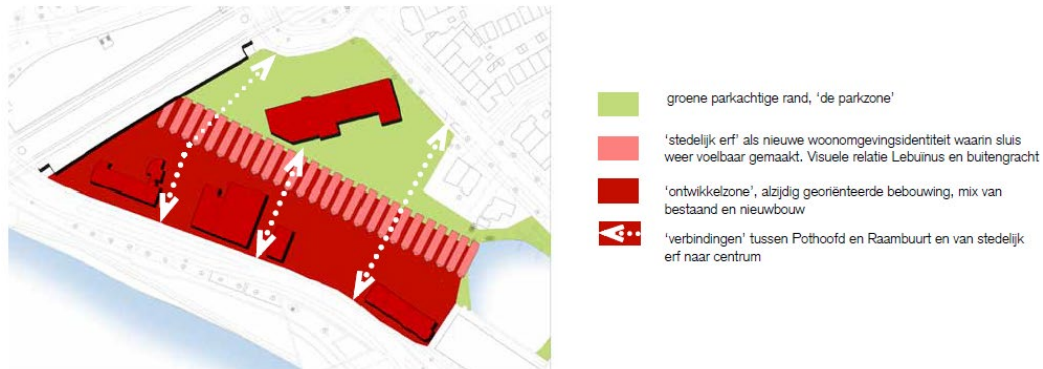 groene parkachtige rand, ‘de parkzone’
‘stedelijk erf’ als nieuwe woonomgevingsidentiteit waarin sluis
weer voelbaar gemaakt. Visuele relatie Lebuïnus en buitengracht
‘ontwikkelzone’, alzijdig georiënteerde bebouwing, mix van
bestaand en nieuwbouw
‘verbindingen’ tussen Pothoofd en Raambuurt en van stedelijk
erf naar centrum